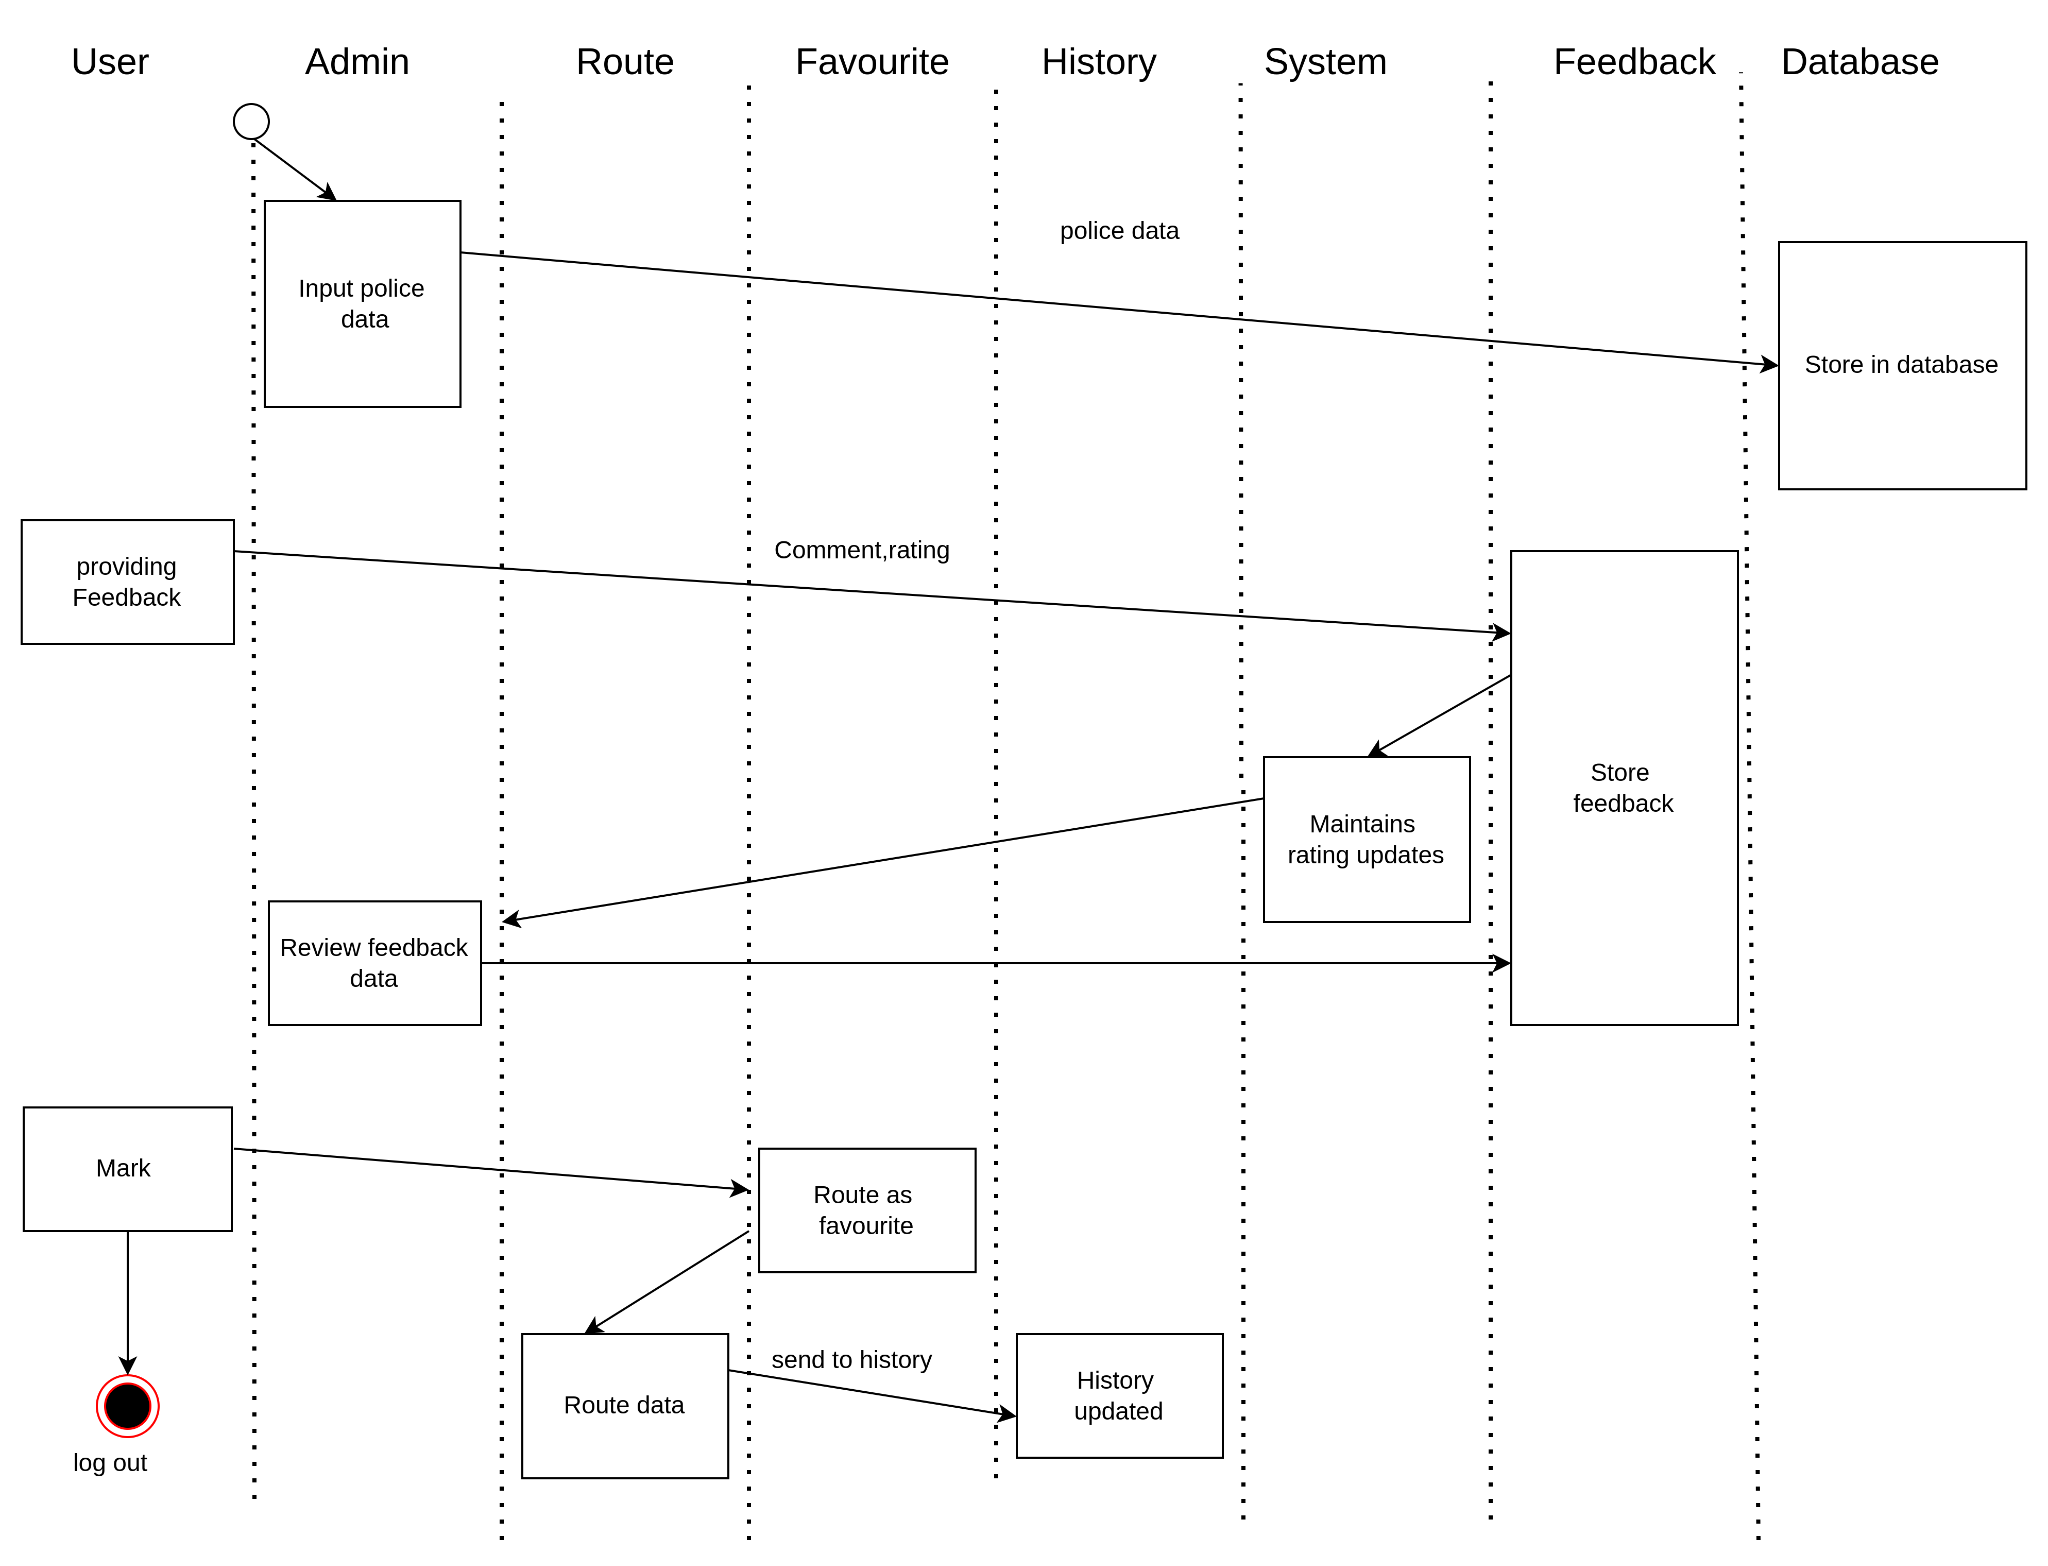 User
Admin
Route
Favourite
History
System
Feedback
Database
police data
Input police
data
Store in database
Comment,rating
providing
Feedback
Store
feedback
Maintains
rating updates
Review feedback
data
Mark
Route as
favourite
send to history
Route data
History
updated
log out